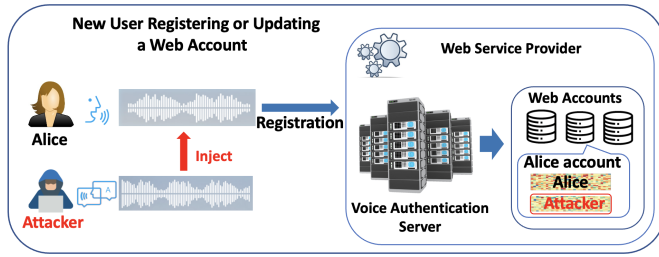 New User Registering or Updating
a Web Account
Web Service Provider
Alice
Registration
Inject
Attacker
A
Voice Authentication
Server
Web Accounts
Alice account
Alice
Attacker